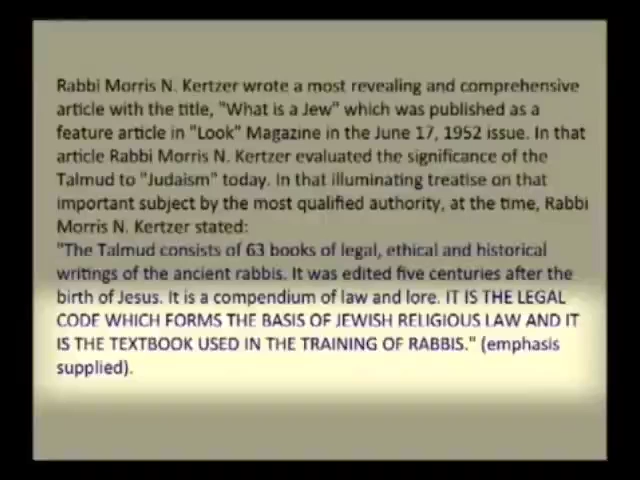 Rabbi Morris N. Kertzer wrote a most revealing and comprehensive
article with the title, "What is a Jew" which was published as a
feature article in "Look" Magazine in the June 17, 1952 issue. In that
article Rabbi Morris N. Kertzer evaluated the significance of the
Talmud to "Judaism" today. In that illuminating treatise on that
important subject by the most qualified authority, at the time, Rabbi
Morris N. Kertzer stated:
"The Talmud consists of 63 books of legal, ethical and historical
writings of the ancient rabbis. It was edited five centuries after the
birth of Jesus. It is a compendium of law and lore. IT IS THE LEGAL
CODE WHICH FORMS THE BASIS OF JEWISH RELIGIOUS LAW AND IT
IS THE TEXTBOOK USED IN THE TRAINING OF RABBIS." (emphasis
supplied).